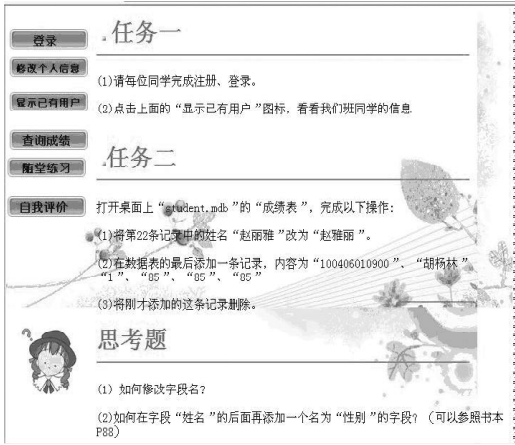 登录
修改个人信息
显示已有用户
查询成绩
随堂练习
自我评价
任务一
(1)请每位同学完成注册、登录。
(2)点击上面的“显示已有用户”图标，看看我们班同学的信息
任务二
打开桌面上“student.mdb”的“成绩表”，完成以下操作：
(1)将第22条记录中的姓名“赵丽雅”改为“赵雅丽”。
(2)在数据表的最后添加一条记录，内容为“100406010900”、“胡杨林”
“1”、“85”、“85”、“85”
(3)将刚才添加的这条记录删除。
思考题
(1) 如何修改字段名？
(2)如何在字段“姓名”的后面再添加一个名为“性别”的字段？（可以参照书本
P88）